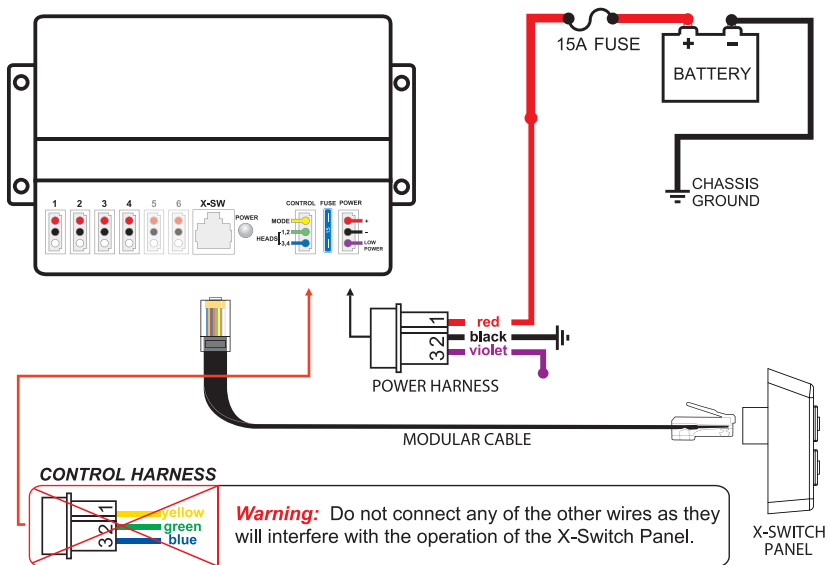 15A FUSE
+ -
BATTERY
CHASSIS
GROUND
1 2 3 4 5 6 X-SW
POWER
CONTROL FUSE POWER
MODE
HEADS
1,2
3,4
15
+
-
LOW
POWER
1 red
2 black
3 violet
POWER HARNESS
MODULAR CABLE
CONTROL HARNESS
1 yellow
2 green
3 blue
Warning: Do not connect any of the other wires as they
will interfere with the operation of the X-Switch Panel.
X-SWITCH
PANEL